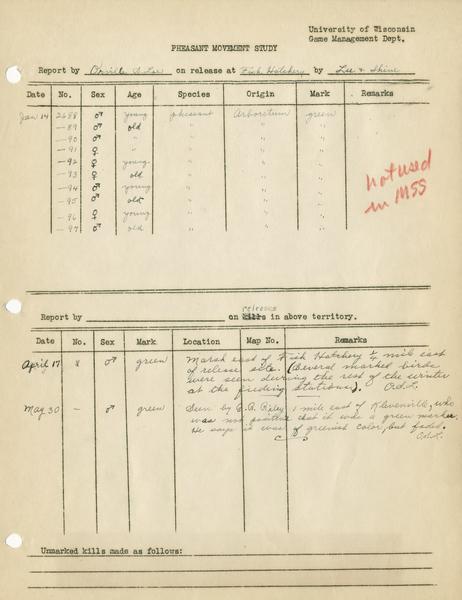 University of Wisconsin
Game Management Dept.
PHEASANT MOVEMENT STUDY
Report by Orville S. Lee on release at Fish Hatchery by Lee & Shine
Date No. Sex Age Species Origin Mark Remarks
Jan 14 2688 ♂ young pheasant Arboretum green
-89 ♂ old " " "
-90 ♂ " " " "
-91 ♀ " " " "
-92 ♀ young " " "
-93 ♀ old " " "
-94 ♂ young " " "
-95 ♂ old " " "
-96 ♀ young " " "
-97 ♂ old " " "
Not used
in MSS
releases
Report by on kills in above territory.
Date No. Sex Mark Location Map No. Remarks
April 17 ♂ green Marsh east of Fish Hatchery 1/4 mile east
of release site. (Several marked birds
were seen during the rest of the winter
at the feeding stations). O.S.L.
May 30 - ♂ green Seen by C.B. Riley 1 mile east of Klevenville, who
was not positive that it was a green marker.
He says it was of greenish color, but faded.
O.S.L.
Unmarked kills made as follows: